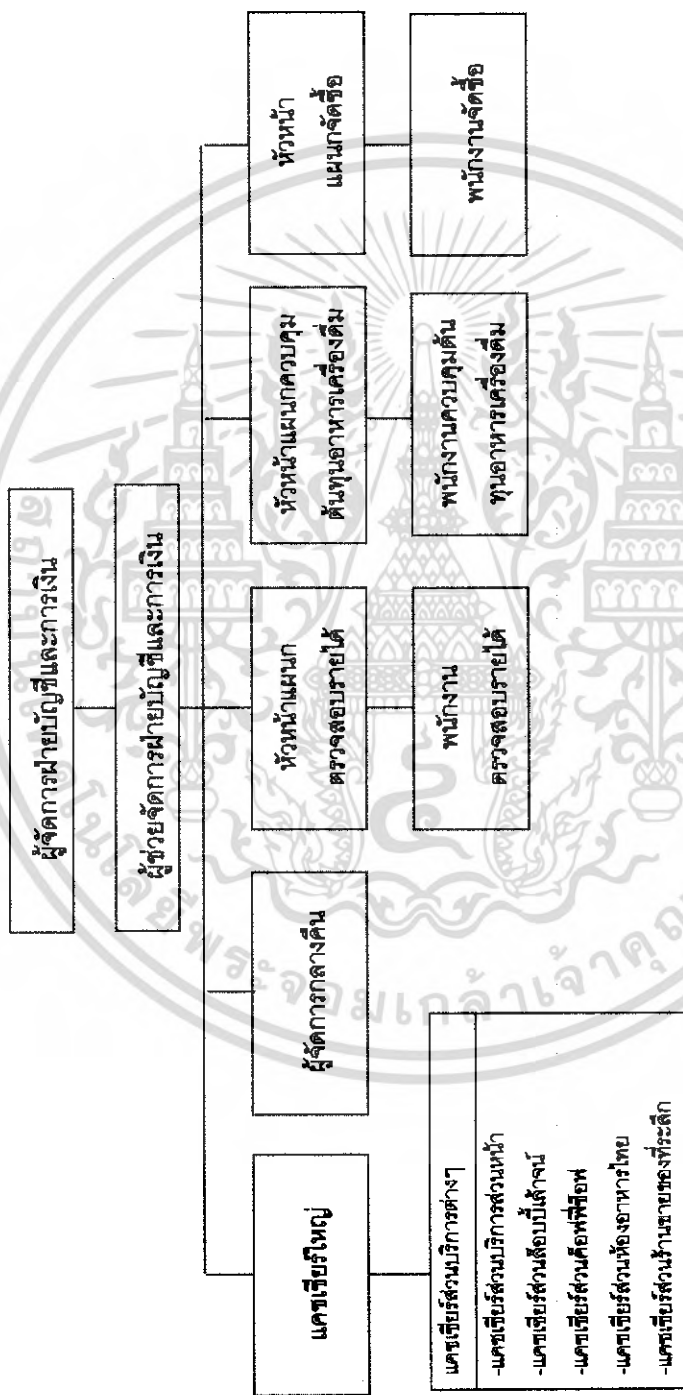 ผู้จัดการฝ่ายบัญชีและการเงิน
ผู้ช่วยจัดการฝ่ายบัญชีและการเงิน
แคชเชียร์ใหญ่
ผู้จัดการกลางคืน
หัวหน้าแผนก
ตรวจสอบรายได้
หัวหน้าแผนกควบคุม
ต้นทุนอาหารเครื่องดื่ม
หัวหน้า
แผนกจัดซื้อ
แคชเชียร์ส่วนบริการต่างๆ
-แคชเชียร์ส่วนบริการส่วนหน้า
-แคชเชียร์ส่วนล๊อบบี้เล้าจน์
-แคชเชียร์ส่วนค๊อฟฟี่ช๊อฟ
-แคชเชียร์ส่วนห้องอาหารไทย
-แคชเชียร์ส่วนร้านขายของที่ระลึก
พนักงาน
ตรวจสอบรายได้
พนักงานควบคุมต้น
ทุนอาหารเครื่องดื่ม
พนักงานจัดซื้อ
พระจอมเกล้าเจ้าคุณ